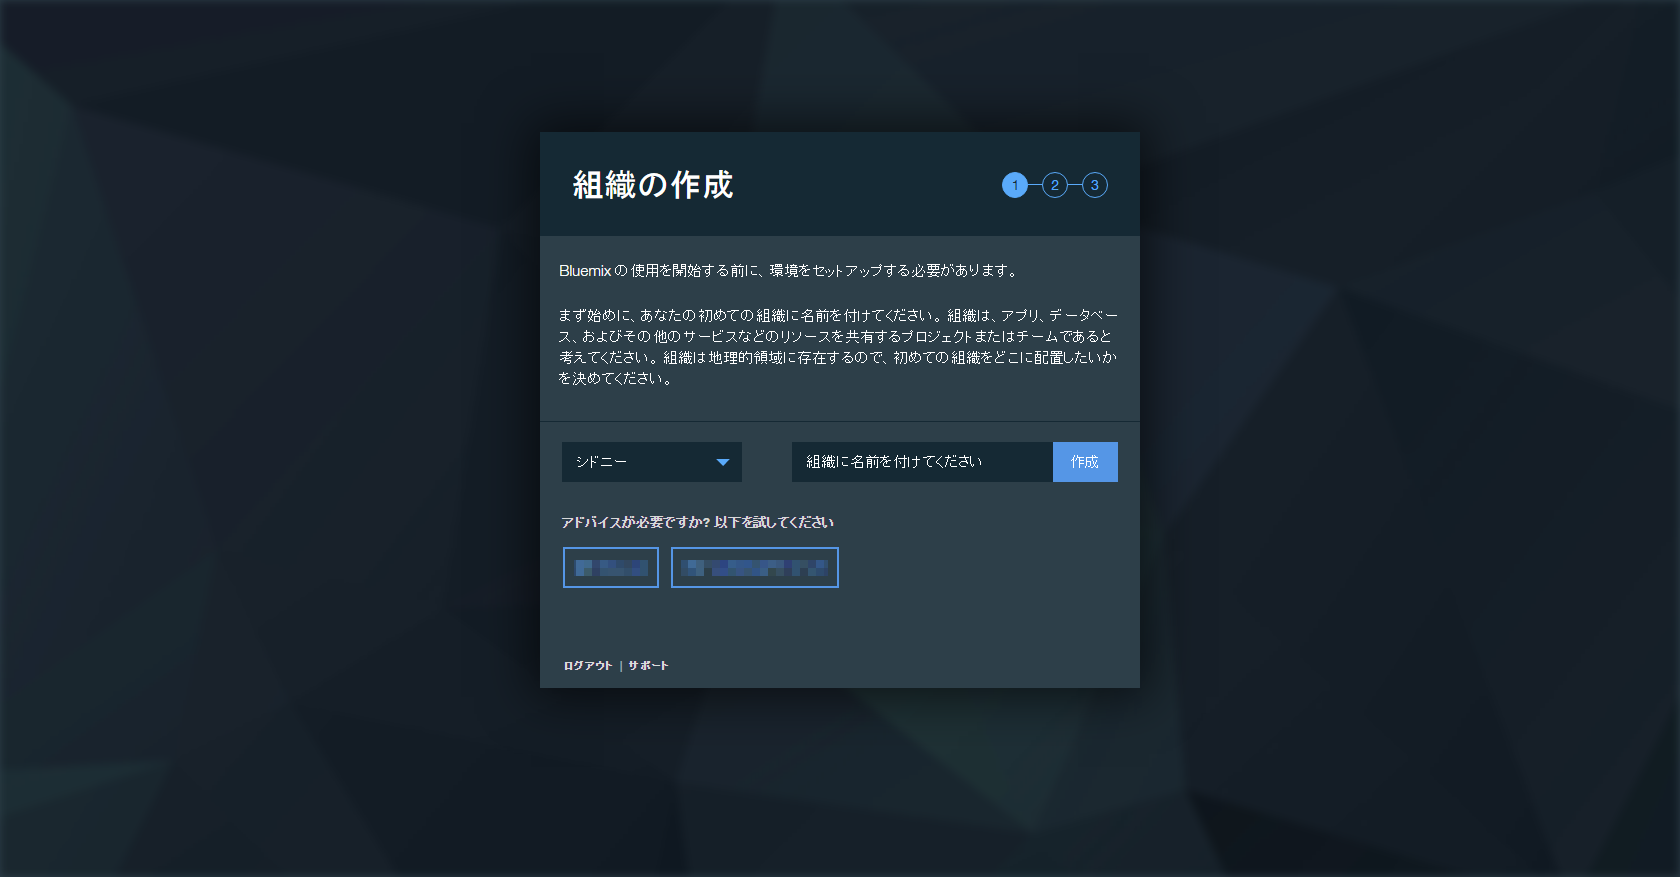 組織の作成
1 2 3
Bluemix の使用を開始する前に、環境をセットアップする必要があります。
まず始めに、あなたの初めての組織に名前を付けてください。組織は、アプリ、データベー
ス、およびその他のサービスなどのリソースを共有するプロジェクトまたはチームであると
考えてください。組織は地理的領域に存在するので、初めての組織をどこに配置したいか
を決めてください。
シドニー
組織に名前を付けてください
作成
アドバイスが必要ですか? 以下を試してください
ログアウト | サポート